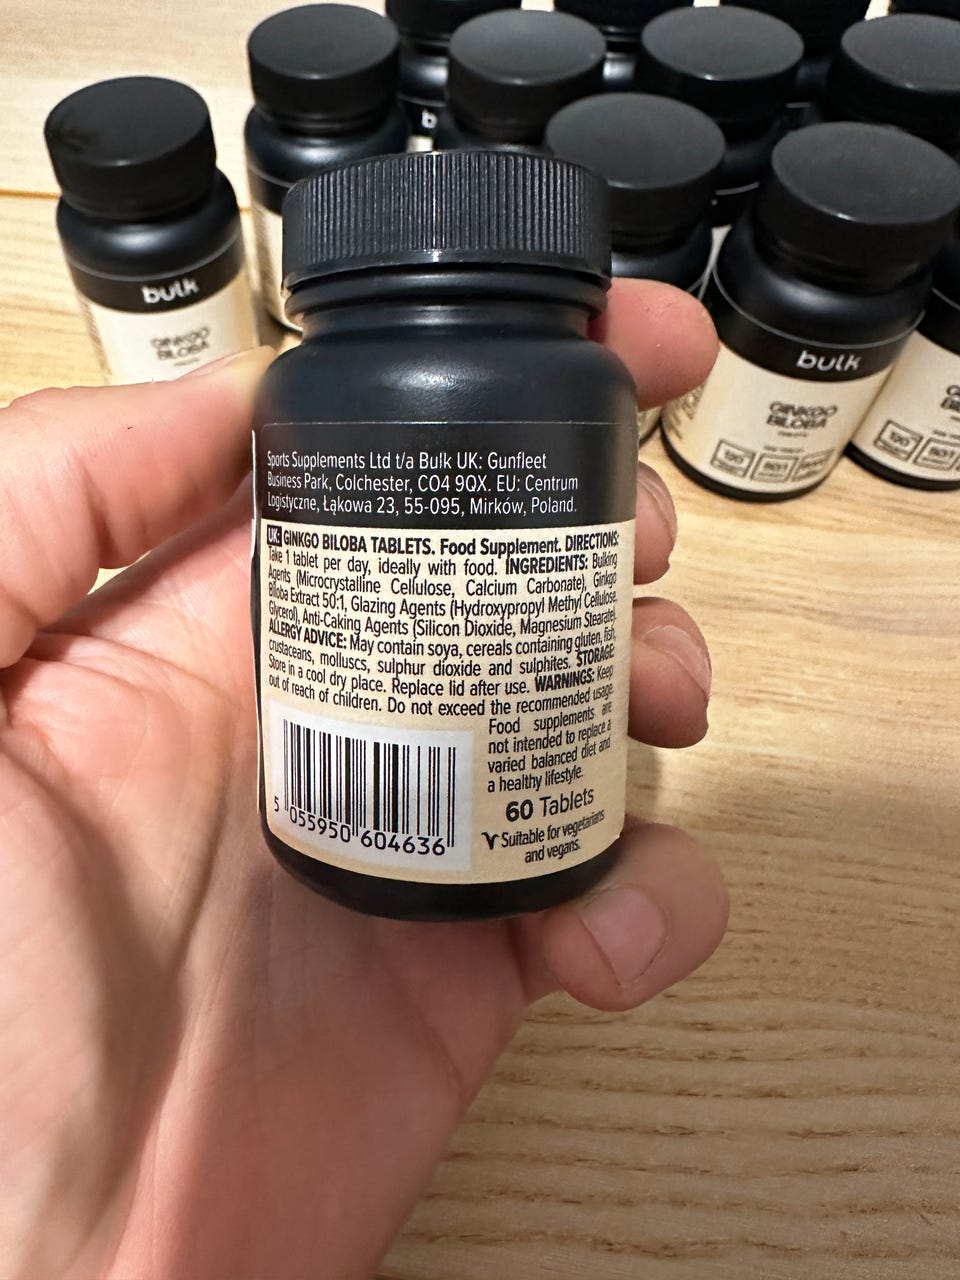 bulk
GINKGO
BILOBA
TABLETS
b
bulk
GINKGO
BILOBA
TABLETS
120
50:1
Sports Supplements Ltd t/a Bulk UK: Gunfleet
Business Park, Colchester, CO4 9QX. EU: Centrum
Logistyczne, Łąkowa 23, 55-095, Mirków, Poland.
UK: GINKGO BILOBA TABLETS. Food Supplement. DIRECTIONS:
Take 1 tablet per day, ideally with food. INGREDIENTS: Bulking
Agents (Microcrystalline Cellulose, Calcium Carbonate), Ginkgo
Biloba Extract 50:1, Glazing Agents (Hydroxypropyl Methyl Cellulose,
Glycerol), Anti-Caking Agents (Silicon Dioxide, Magnesium Stearate).
ALLERGY ADVICE: May contain soya, cereals containing gluten, fish,
crustaceans, molluscs, sulphur dioxide and sulphites. STORAGE:
Store in a cool dry place. Replace lid after use. WARNINGS: Keep
out of reach of children. Do not exceed the recommended usage.
Food supplements are
not intended to replace a
varied balanced diet and
a healthy lifestyle.
60 Tablets
Suitable for vegetarians
and vegans.
5 055950 604636